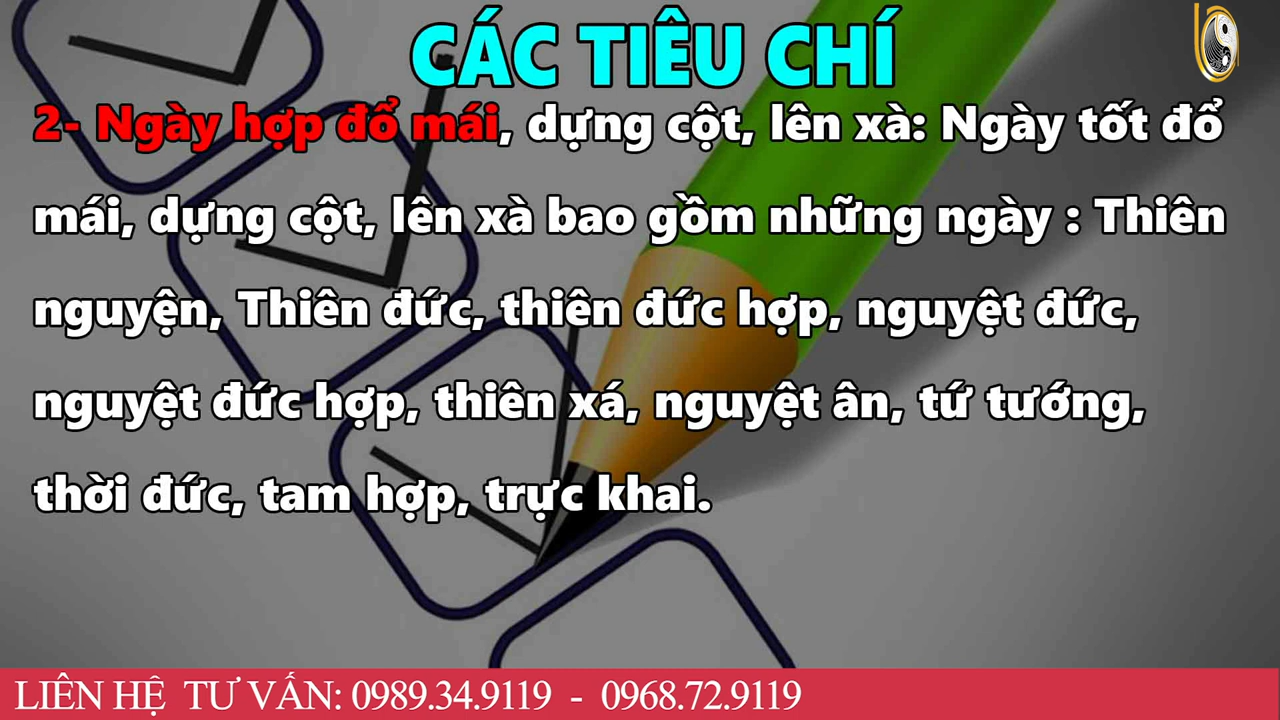 CÁC TIÊU CHÍ
2- Ngày hợp đổ mái, dựng cột, lên xà: Ngày tốt đổ
mái, dựng cột, lên xà bao gồm những ngày : Thiên
nguyện, Thiên đức, thiên đức hợp, nguyệt đức,
nguyệt đức hợp, thiên xá, nguyệt ân, tứ tướng,
thời đức, tam hợp, trực khai.
LIÊN HỆ TƯ VẤN: 0989.34.9119 - 0968.72.9119